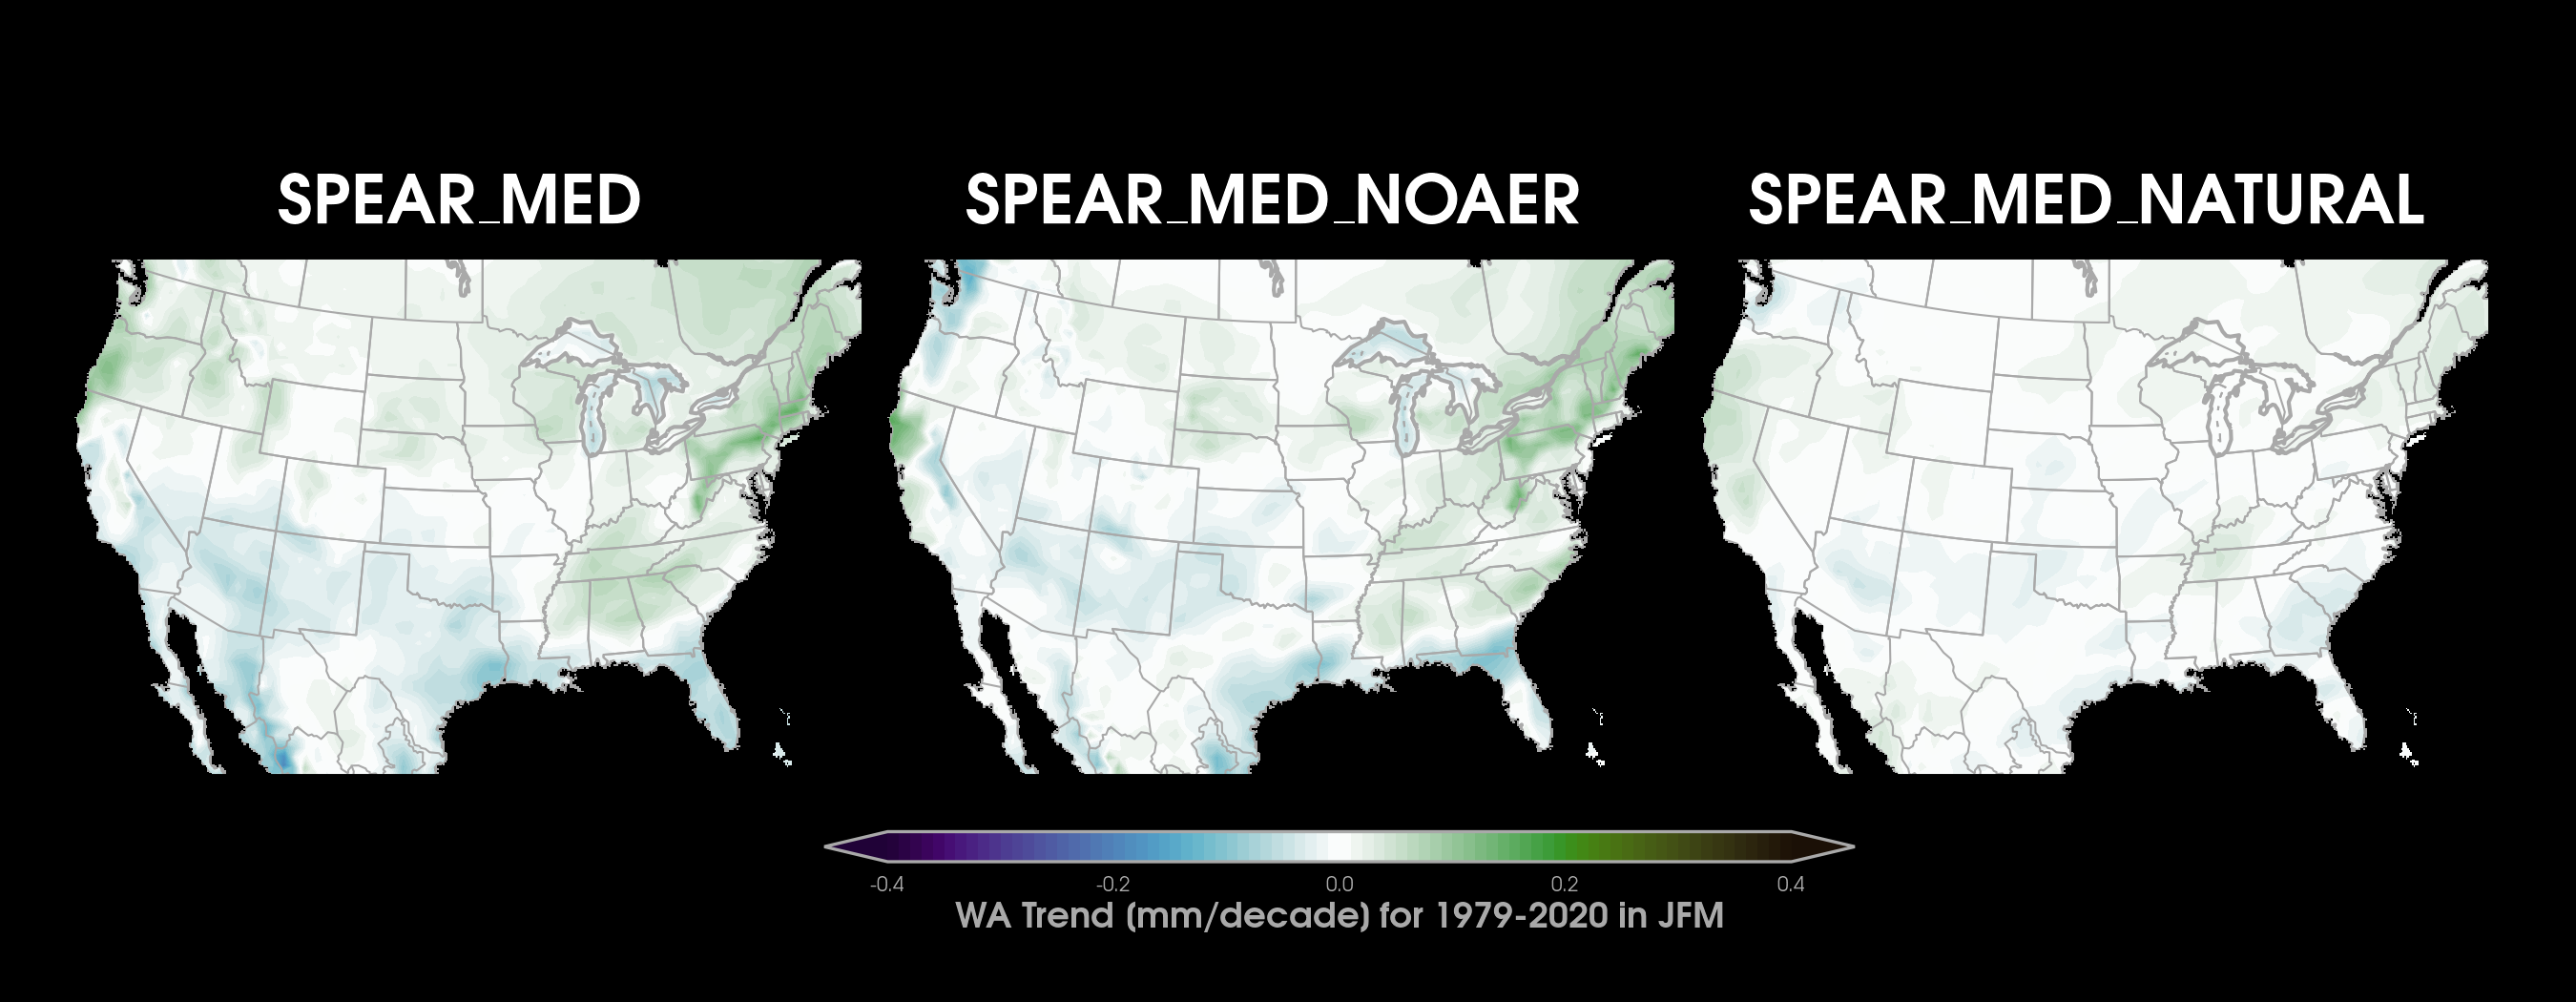 SPEAR_MED SPEAR_MED_NOAER SPEAR_MED_NATURAL
-0.4 -0.2 0.0 0.2 0.4
WA Trend (mm/decade) for 1979-2020 in JFM